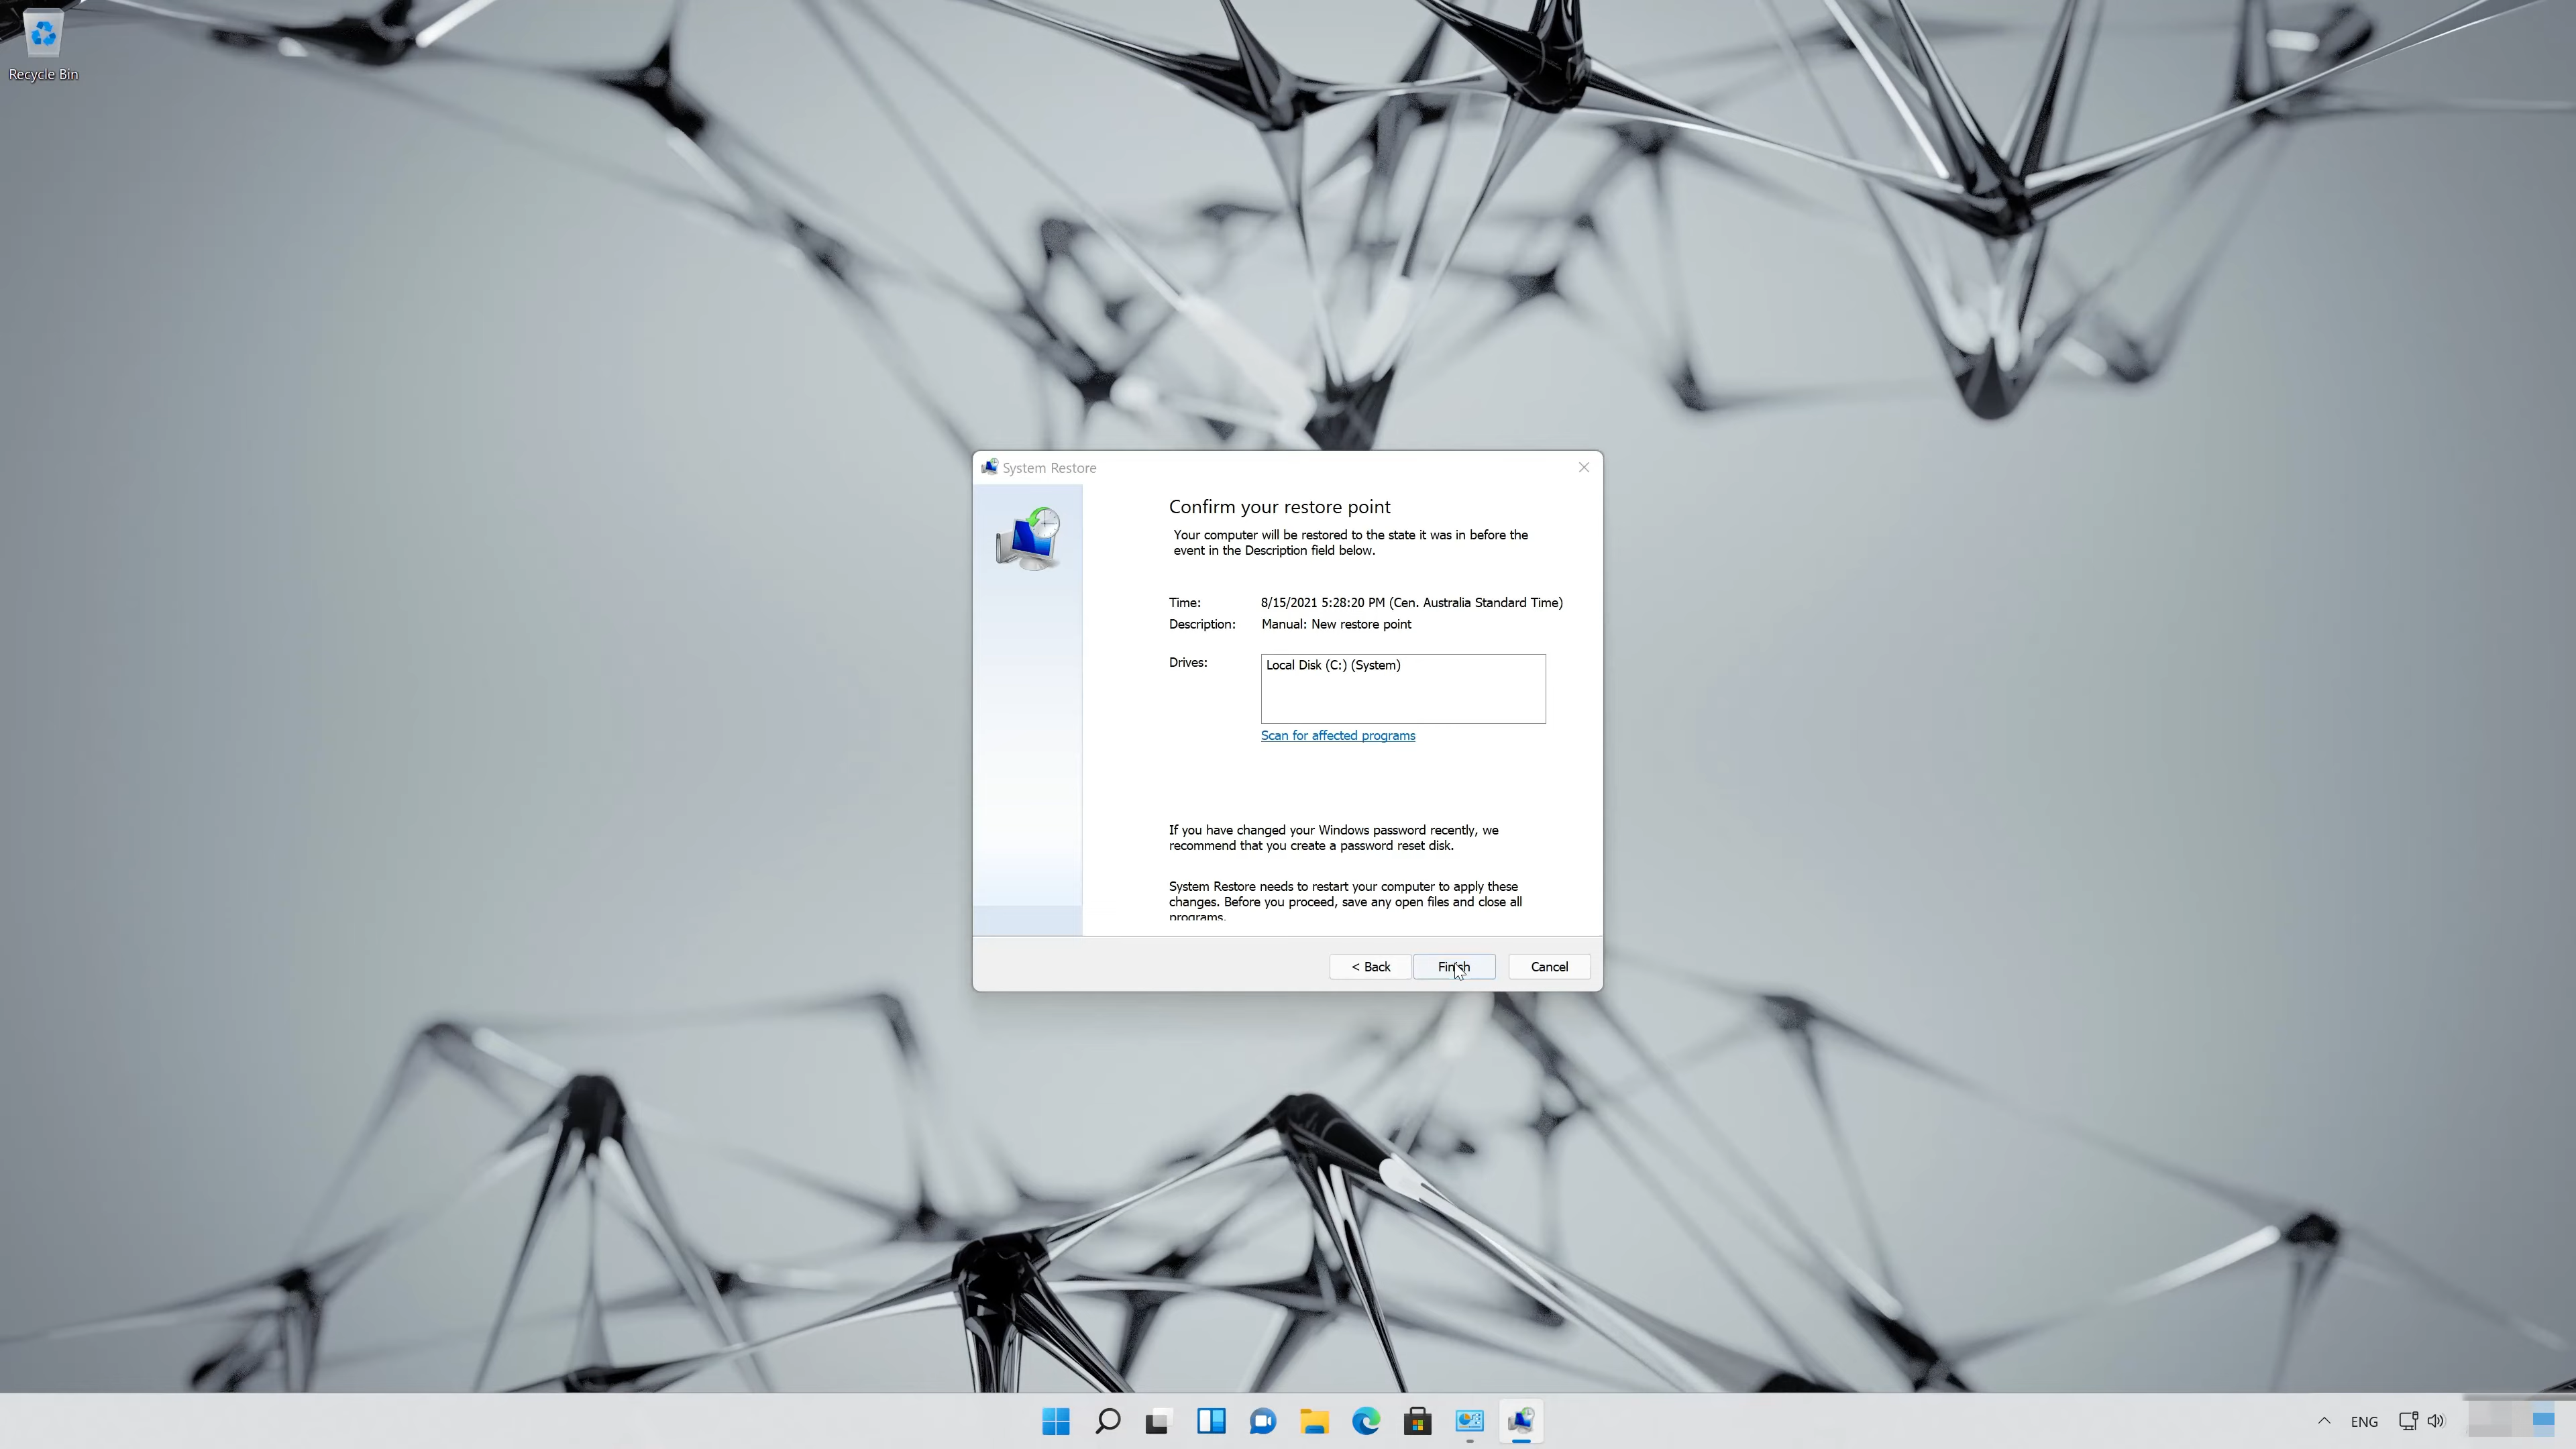 Recycle Bin
System Restore
Confirm your restore point
Your computer will be restored to the state it was in before the
event in the Description field below.
Time: 8/15/2021 5:28:20 PM (Cen. Australia Standard Time)
Description: Manual: New restore point
Drives: Local Disk (C:) (System)
Scan for affected programs
If you have changed your Windows password recently, we
recommend that you create a password reset disk.
System Restore needs to restart your computer to apply these
changes. Before you proceed, save any open files and close all
programs.
< Back Finish Cancel
ENG